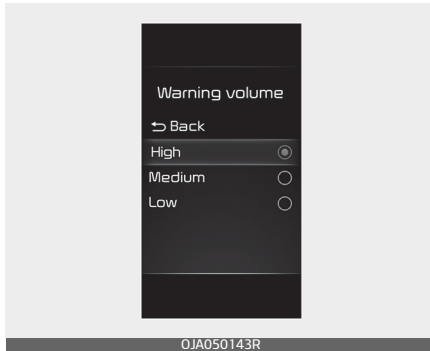 Warning volume
Back
High
Medium
Low
OJA050143R